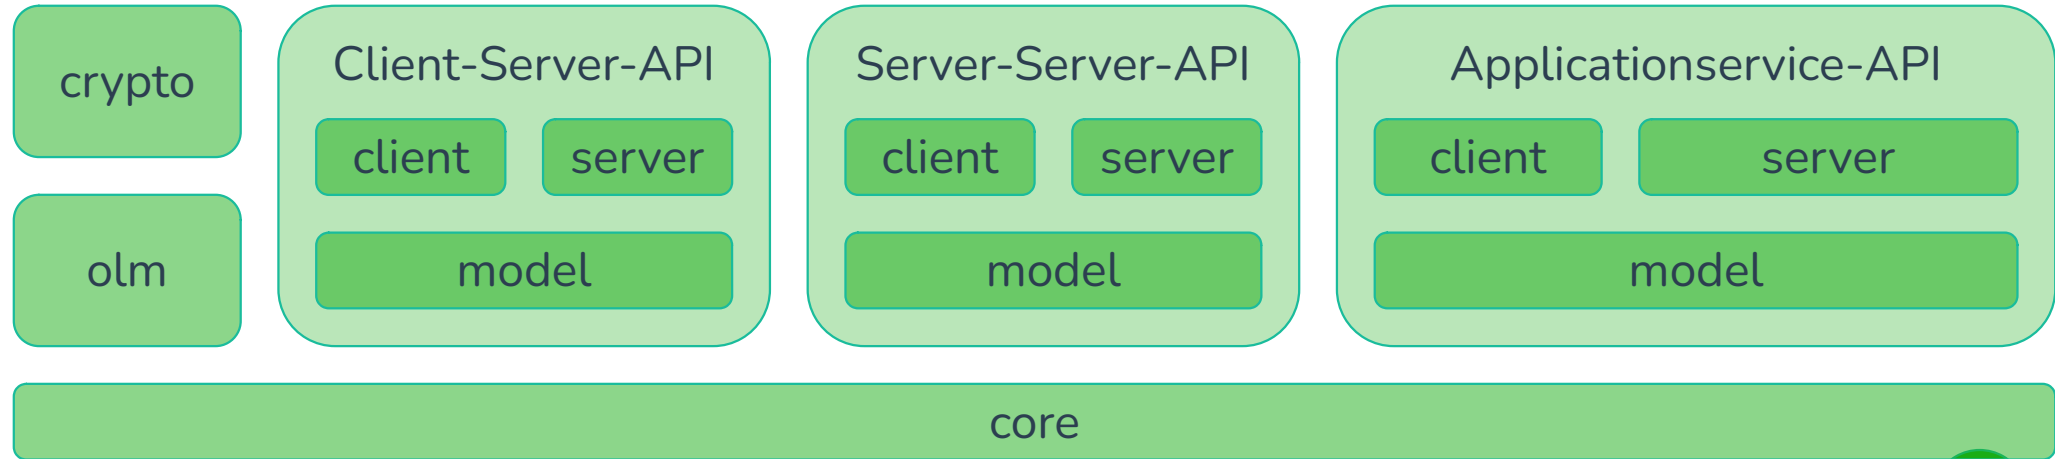 crypto
olm
Client-Server-API
client server
model
Server-Server-API
client server
model
Applicationservice-API
client server
model
core